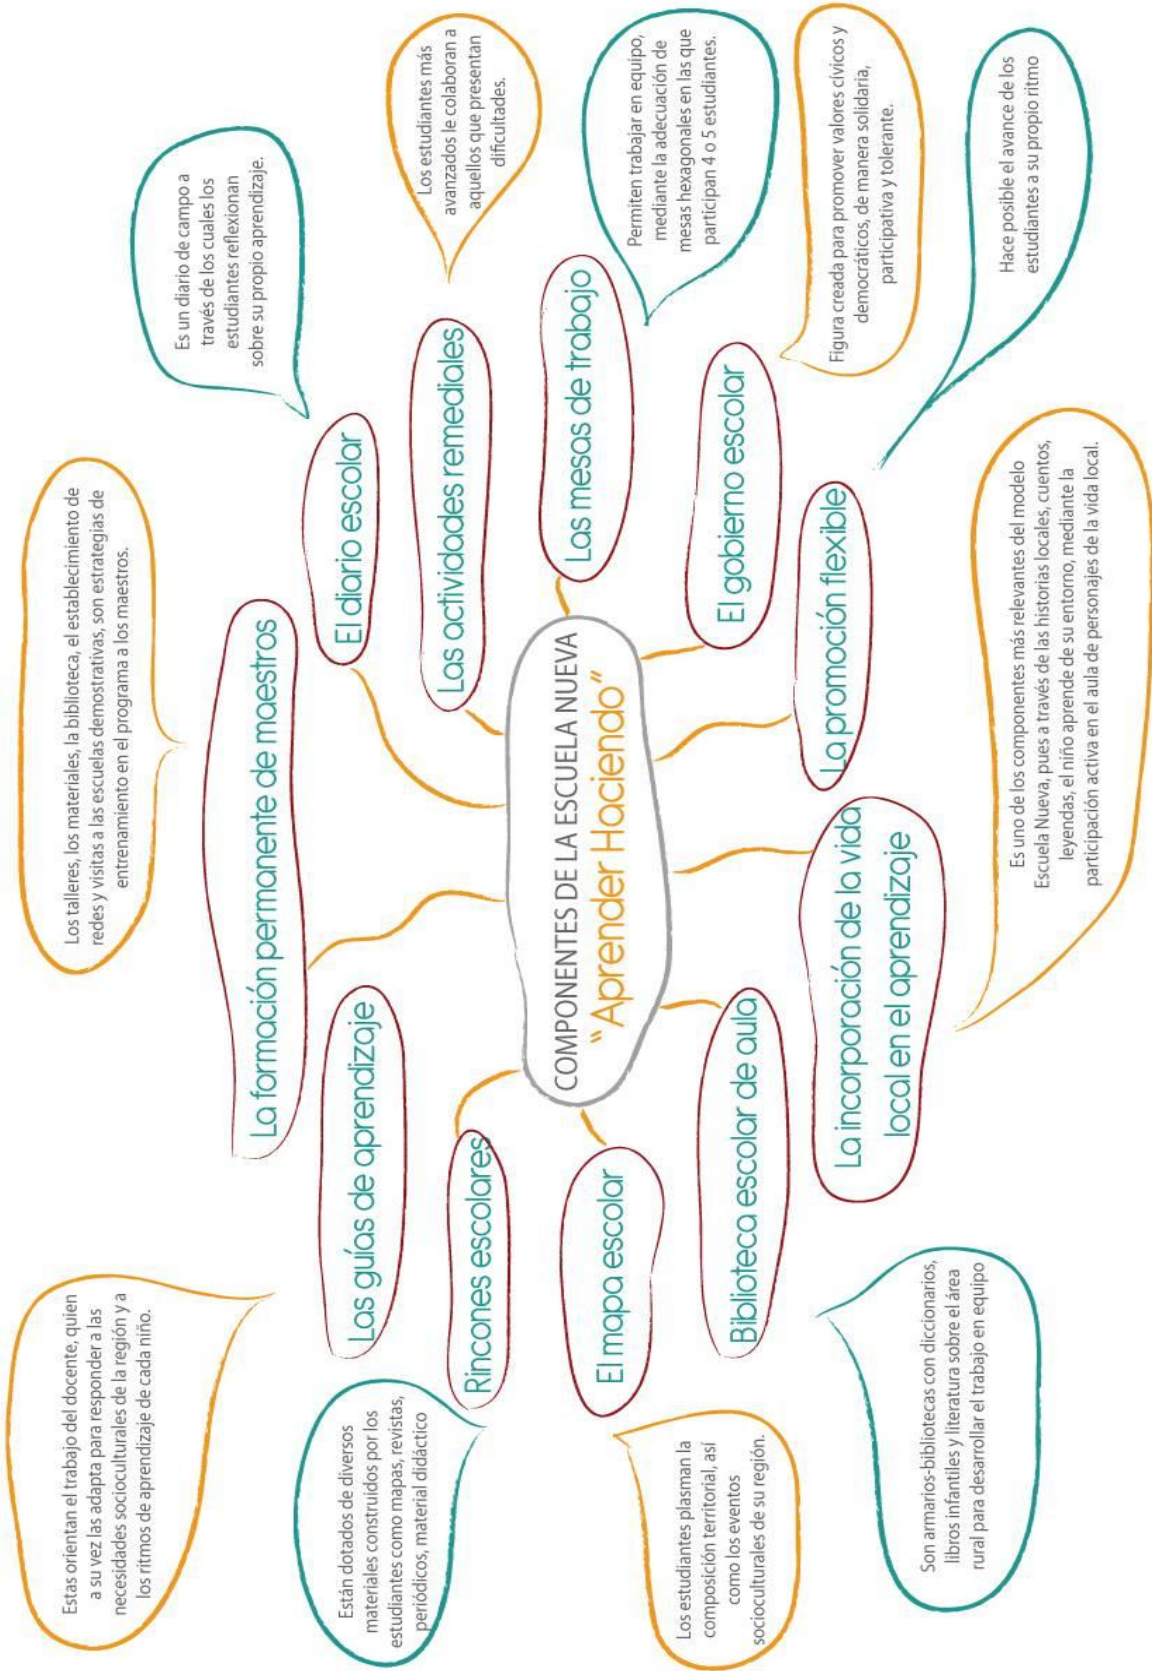 COMPONENTES DE LA ESCUELA NUEVA
"Aprender Haciendo"
La formación permanente de maestros
Los talleres, los materiales, la biblioteca, el establecimiento de
redes y visitas a las escuelas demostrativas, son estrategias de
entrenamiento en el programa a los maestros.
El diario escolar
Es un diario de campo a
través de los cuales los
estudiantes reflexionan
sobre su propio aprendizaje.
Las actividades remediales
Los estudiantes más
avanzados le colaboran a
aquellos que presentan
dificultades.
Las mesas de trabajo
Permiten trabajar en equipo,
mediante la adecuación de
mesas hexagonales en las que
participan 4 o 5 estudiantes.
El gobierno escolar
Figura creada para promover valores cívicos y
democráticos, de manera solidaria,
participativa y tolerante.
La promoción flexible
Hace posible el avance de los
estudiantes a su propio ritmo
La incorporación de la vida
local en el aprendizaje
Es uno de los componentes más relevantes del modelo
Escuela Nueva, pues a través de las historias locales, cuentos,
leyendas, el niño aprende de su entorno, mediante la
participación activa en el aula de personajes de la vida local.
Biblioteca escolar de aula
Son armarios-bibliotecas con diccionarios,
libros infantiles y literatura sobre el área
rural para desarrollar el trabajo en equipo
El mapa escolar
Los estudiantes plasman la
composición territorial, así
como los eventos
socioculturales de su región.
Rincones escolares
Están dotados de diversos
materiales construidos por los
estudiantes como mapas, revistas,
periódicos, material didáctico
Las guías de aprendizaje
Estas orientan el trabajo del docente, quien
a su vez las adapta para responder a las
necesidades socioculturales de la región y a
los ritmos de aprendizaje de cada niño.